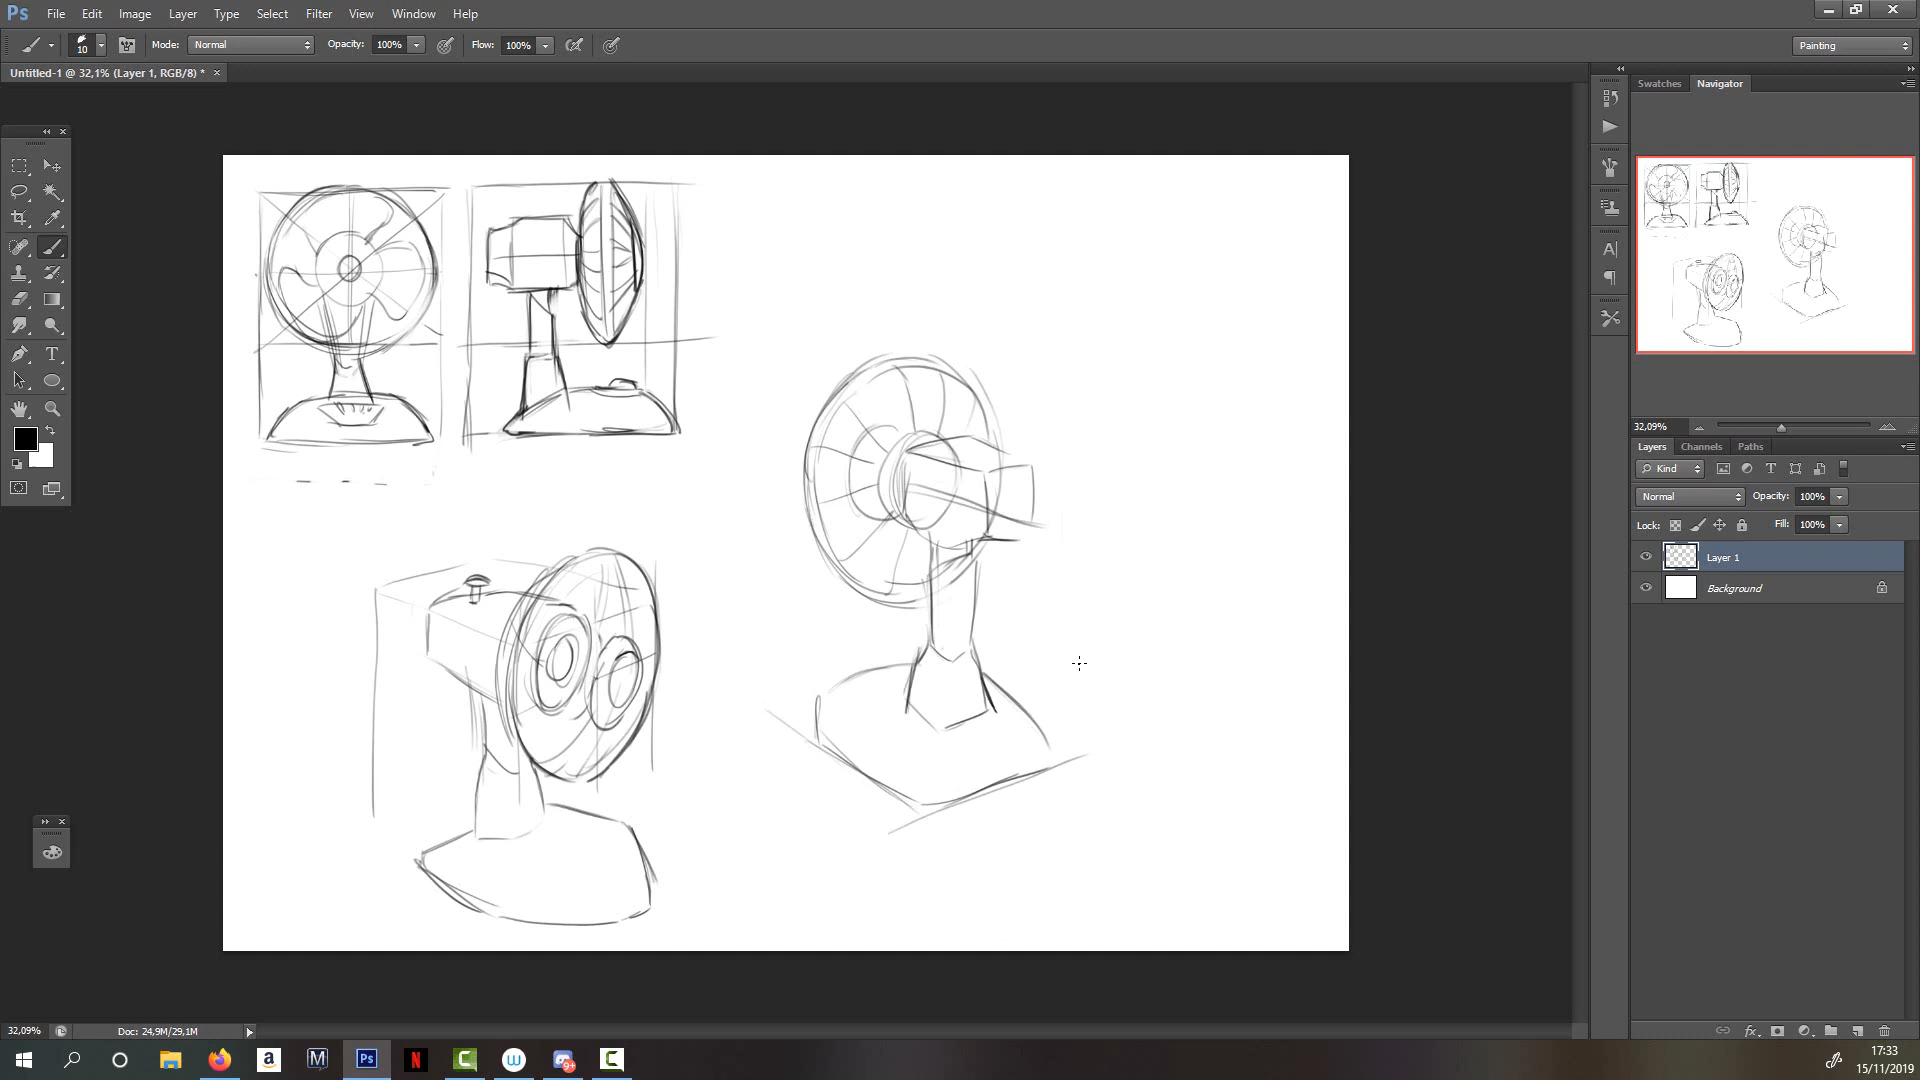 Ps File Edit Image Layer Type Select Filter View Window Help
10 Mode: Normal Opacity: 100% Flow: 100% Painting
Untitled-1 @ 32,1% (Layer 1, RGB/8) *
Swatches Navigator
32,09%
Layers Channels Paths
Kind
Normal Opacity: 100%
Lock: Fill: 100%
Layer 1
Background
32,09% Doc: 24,9M/29,1M
17:33
15/11/2019